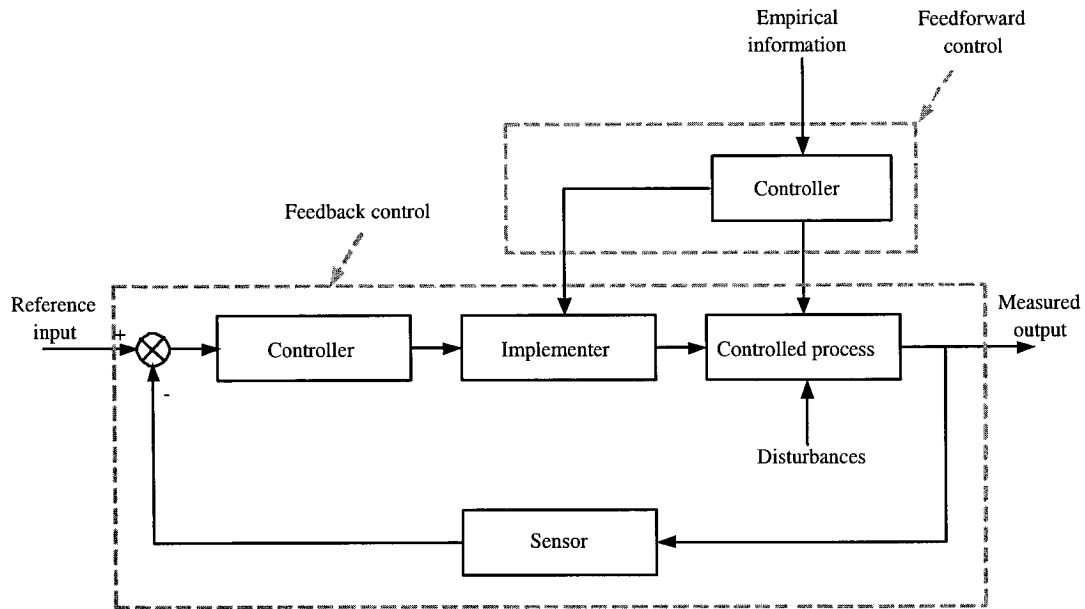 Empirical
information
Feedforward
control
Controller
Feedback control
Reference
input
+
-
Controller
Implementer
Controlled process
Measured
output
Disturbances
Sensor